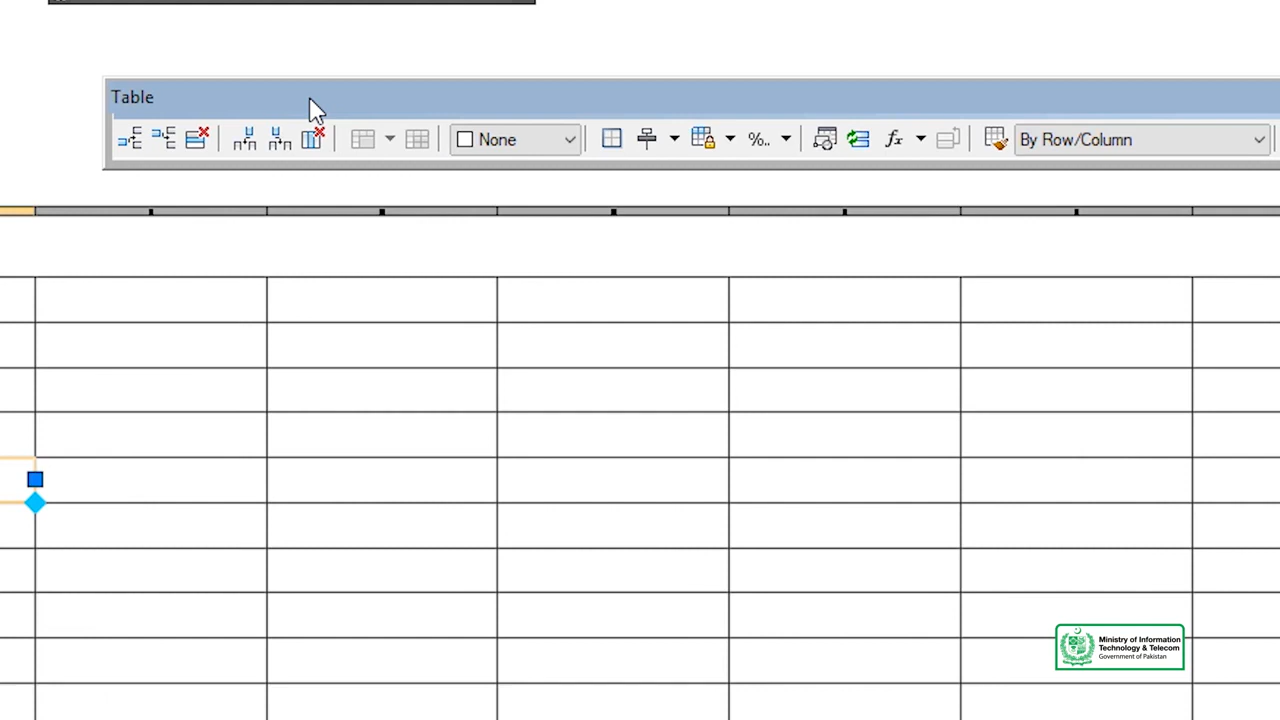 Table
None
%..
fx
By Row/Column
Ministry of Information
Technology & Telecom
Government of Pakistan